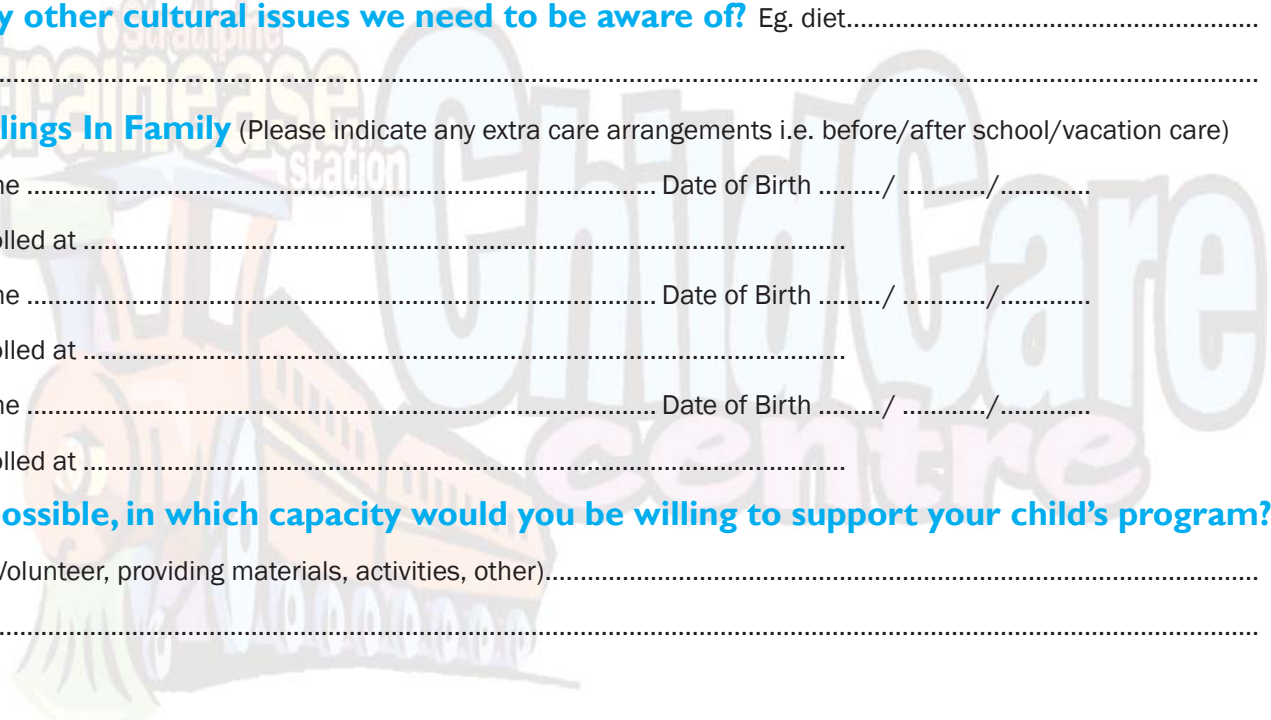 y other cultural issues we need to be aware of? Eg. diet............................................................
....................................................................................................................................
lings In Family (Please indicate any extra care arrangements i.e. before/after school/vacation care)
ne ........................................................................................... Date of Birth ........./ ............/.............
olled at ..............................................................................................................
ne ........................................................................................... Date of Birth ........./ ............/.............
olled at ..............................................................................................................
ne ........................................................................................... Date of Birth ........./ ............/.............
olled at ..............................................................................................................
ossible, in which capacity would you be willing to support your child's program?
Volunteer, providing materials, activities, other).......................................................................................
....................................................................................................................................
Strathpine
trainease
station
ChildCare
centre